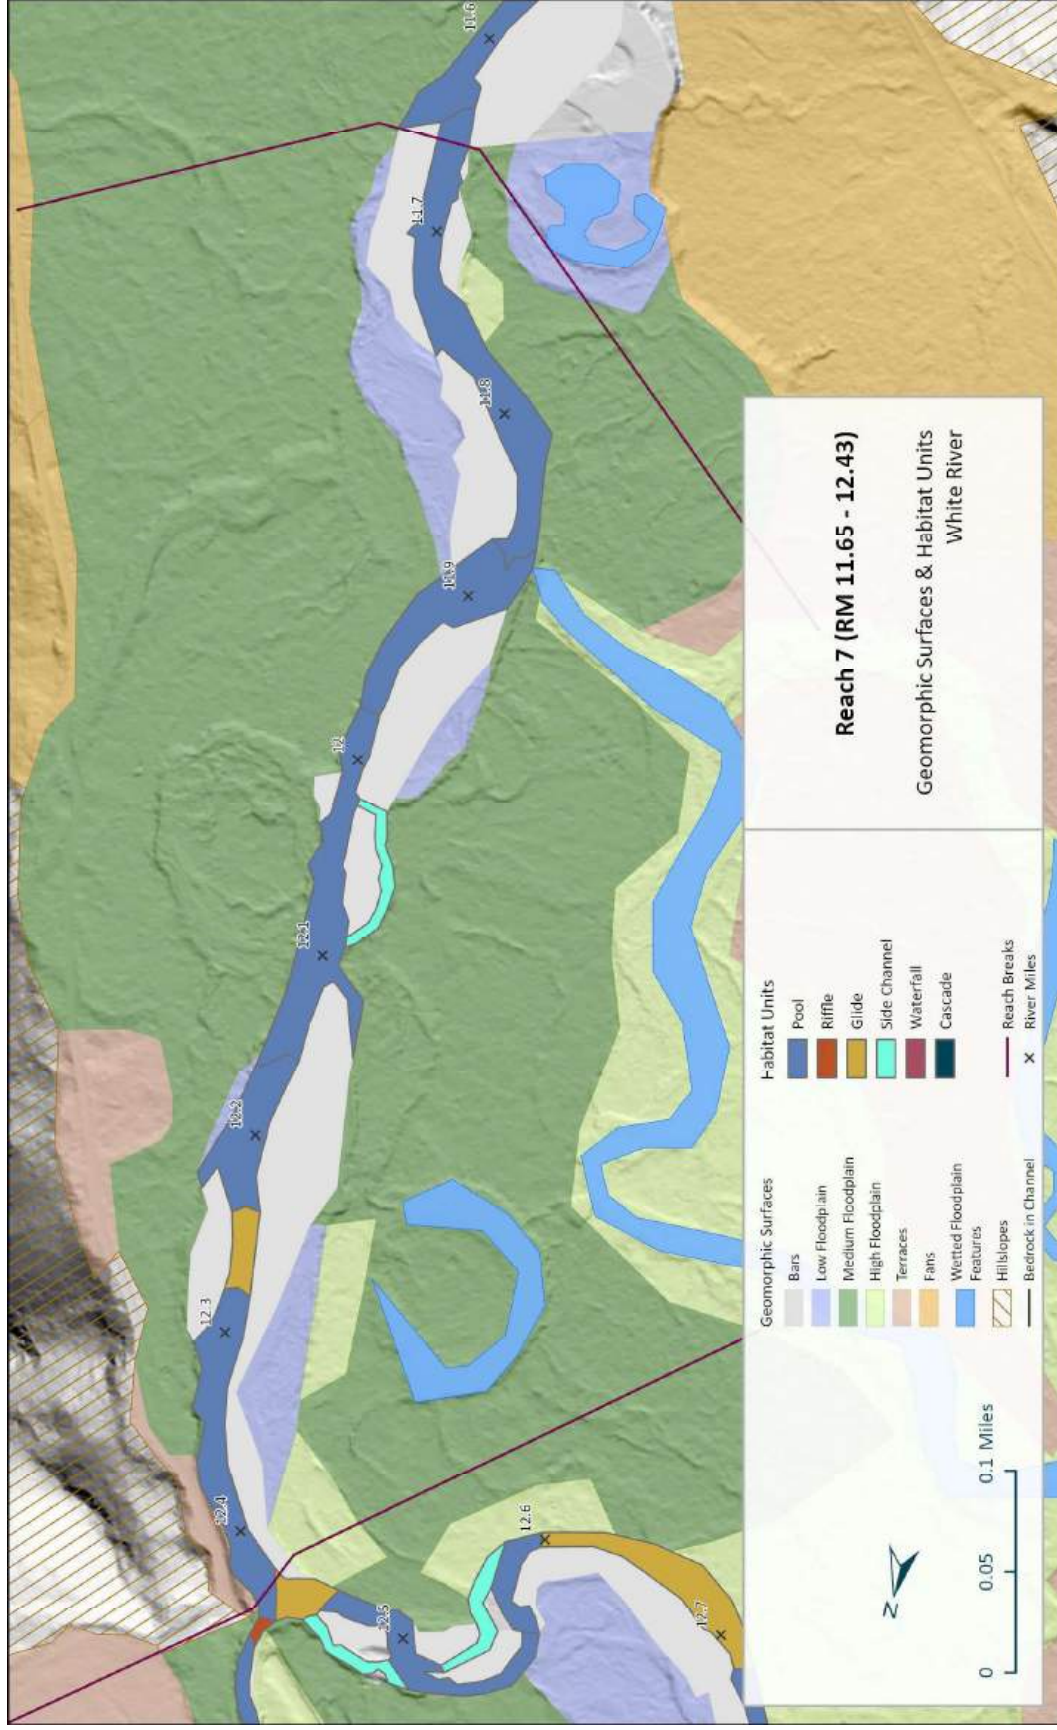 Reach 7 (RM 11.65 - 12.43)
Geomorphic Surfaces & Habitat Units
White River
Geomorphic Surfaces
Bars
Low Floodplain
Medium Floodplain
High Floodplain
Terraces
Fans
Wetted Floodplain
Features
Hillslopes
Bedrock in Channel
Habitat Units
Pool
Riffle
Glide
Side Channel
Waterfall
Cascade
Reach Breaks
River Miles
N
0
0.05
0.1 Miles
11.6
11.7
11.8
11.9
12
12.1
12.2
12.3
12.4
12.5
12.6
12.7